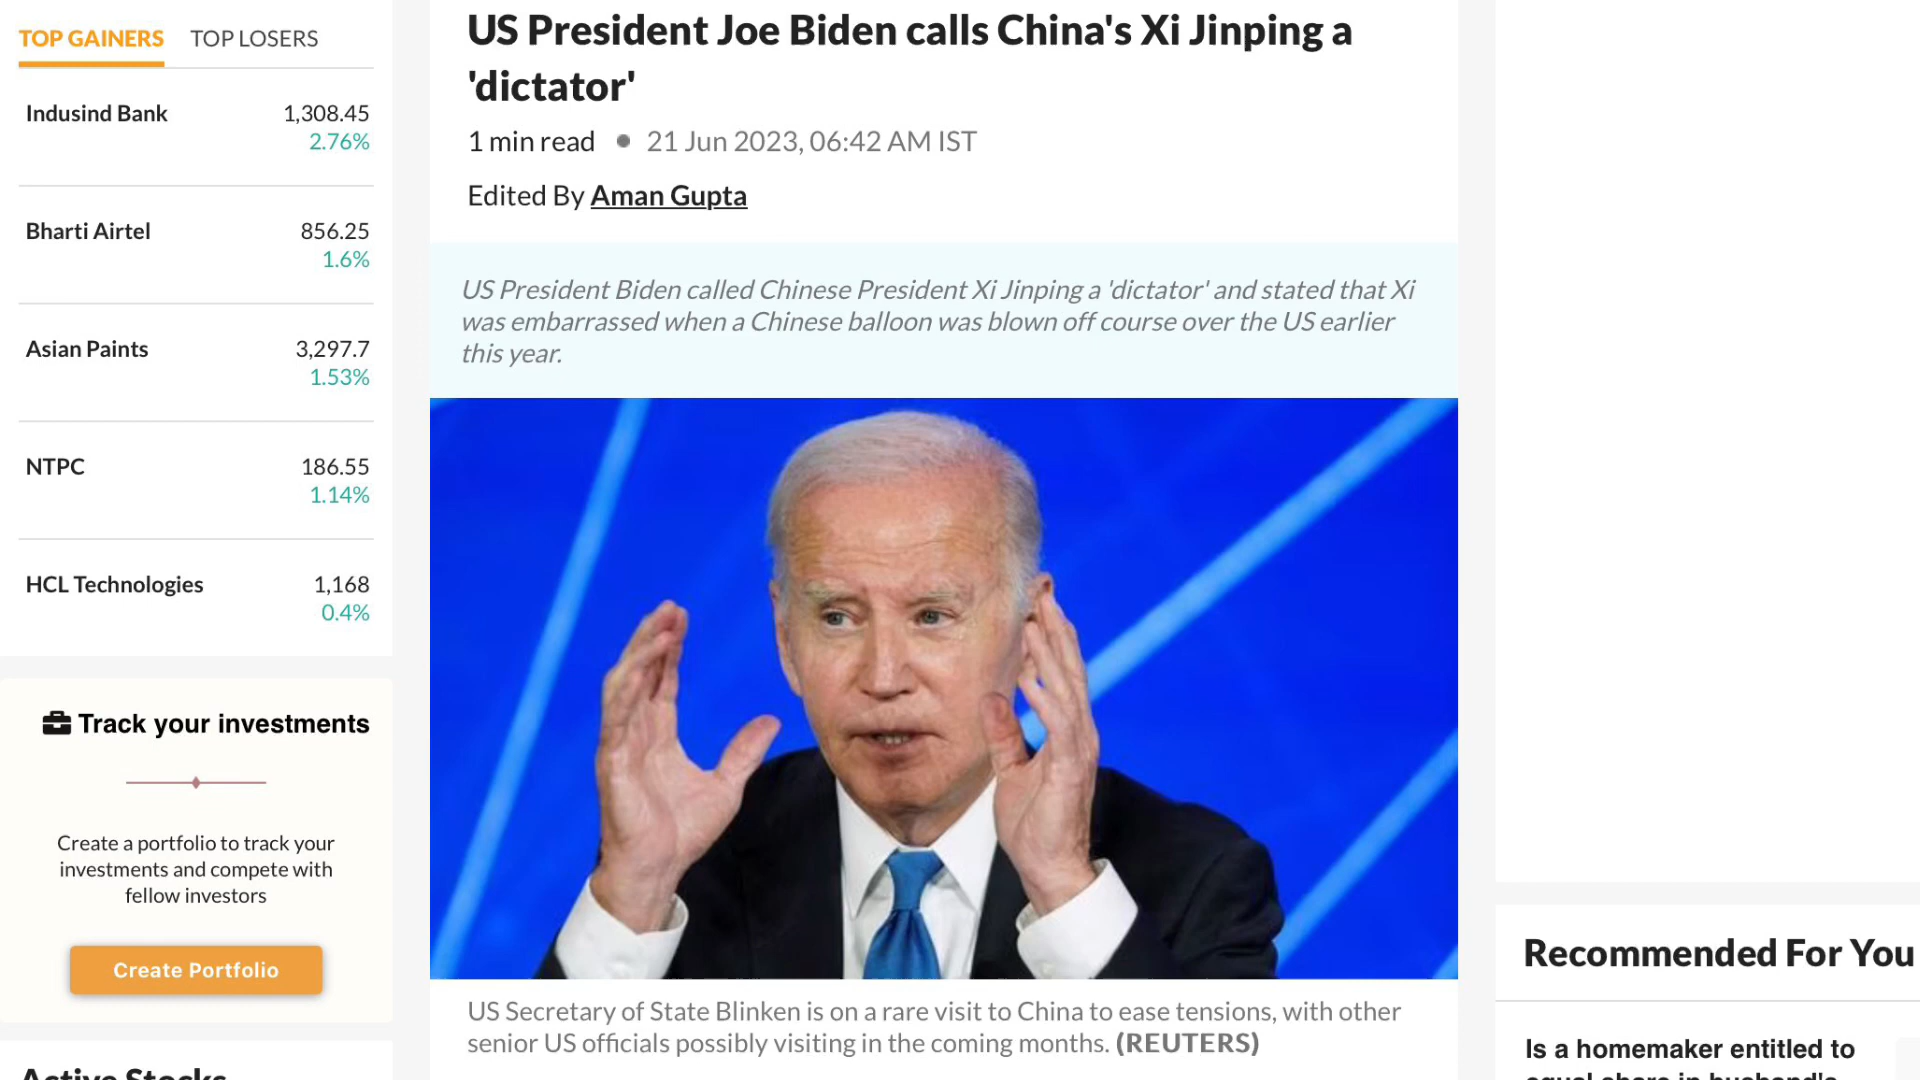 TOP GAINERS TOP LOSERS
Indusind Bank 1,308.45
2.76%
Bharti Airtel 856.25
1.6%
Asian Paints 3,297.7
1.53%
NTPC 186.55
1.14%
HCL Technologies 1,168
0.4%
Track your investments
Create a portfolio to track your
investments and compete with
fellow investors
Create Portfolio
Active Stocks
US President Joe Biden calls China's Xi Jinping a
'dictator'
1 min read • 21 Jun 2023, 06:42 AM IST
Edited By Aman Gupta
US President Biden called Chinese President Xi Jinping a 'dictator' and stated that Xi
was embarrassed when a Chinese balloon was blown off course over the US earlier
this year.
US Secretary of State Blinken is on a rare visit to China to ease tensions, with other
senior US officials possibly visiting in the coming months. (REUTERS)
Recommended For You
Is a homemaker entitled to
equal share in husband's